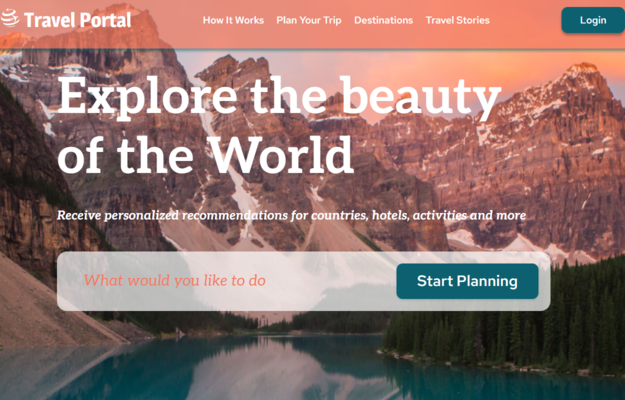 Travel Portal
How It Works
Plan Your Trip
Destinations
Travel Stories
Login
Explore the beauty
of the World
Receive personalized recommendations for countries, hotels, activities and more
What would you like to do
Start Planning